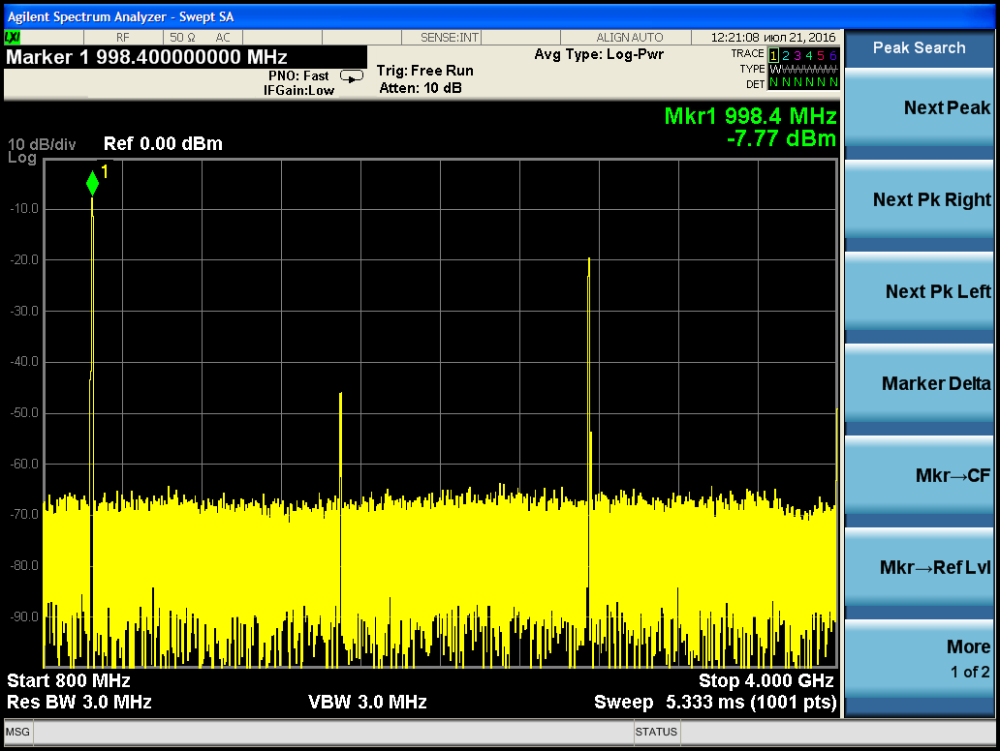 Agilent Spectrum Analyzer - Swept SA
LXI RF 50 Ω AC SENSE:INT ALIGN AUTO 12:21:08 июл 21, 2016
Marker 1 998.400000000 MHz
PNO: Fast
IFGain:Low
Trig: Free Run
Atten: 10 dB
Avg Type: Log-Pwr
TRACE 1 2 3 4 5 6
TYPE W
DET N N N N N N
Mkr1 998.4 MHz
-7.77 dBm
10 dB/div
Log
Ref 0.00 dBm
1
-10.0
-20.0
-30.0
-40.0
-50.0
-60.0
-70.0
-80.0
-90.0
Start 800 MHz
Stop 4.000 GHz
Res BW 3.0 MHz
VBW 3.0 MHz
Sweep 5.333 ms (1001 pts)
MSG
STATUS
Peak Search
Next Peak
Next Pk Right
Next Pk Left
Marker Delta
Mkr→CF
Mkr→Ref Lvl
More
1 of 2